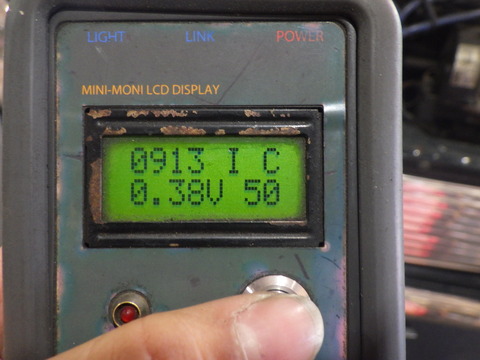 LIGHT LINK POWER
MINI-MONI LCD DISPLAY
0913 I C
0.38V 50